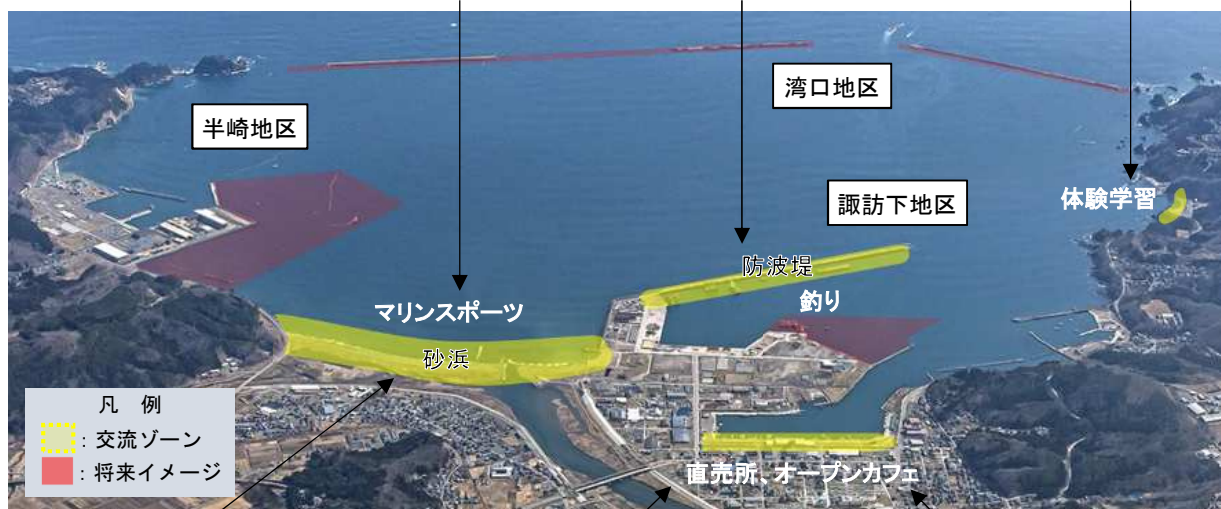 湾口地区
半崎地区
諏訪下地区
体験学習
防波堤
釣り
マリンスポーツ
砂浜
凡 例
：交流ゾーン
：将来イメージ
直売所、オープンカフェ